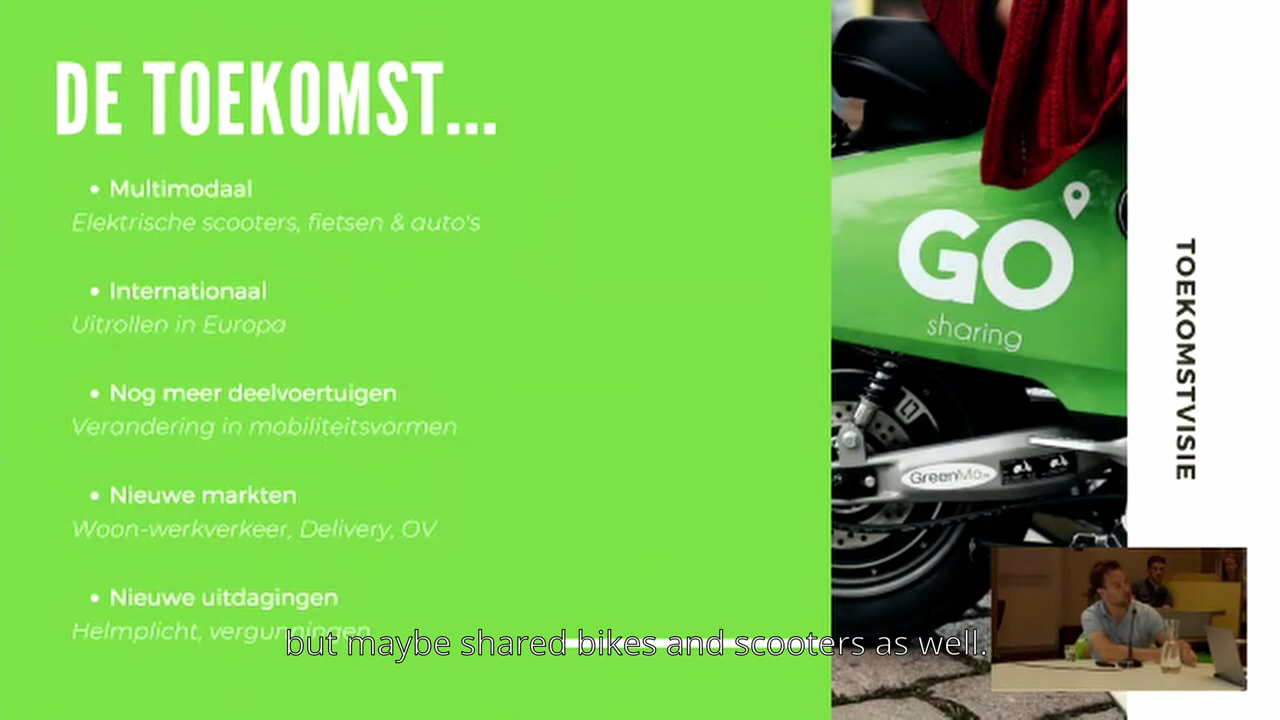 DE TOEKOMST...
• Multimodaal
Elektrische scooters, fietsen & auto's
• Internationaal
Uitrollen in Europa
• Nog meer deelvoertuigen
Verandering in mobiliteitsvormen
• Nieuwe markten
Woon-werkverkeer, Delivery, OV
• Nieuwe uitdagingen
Helmplicht, vergunningen
but maybe shared bikes and scooters as well.
GO
sharing
GreenMo
TOEKOMSTVISIE